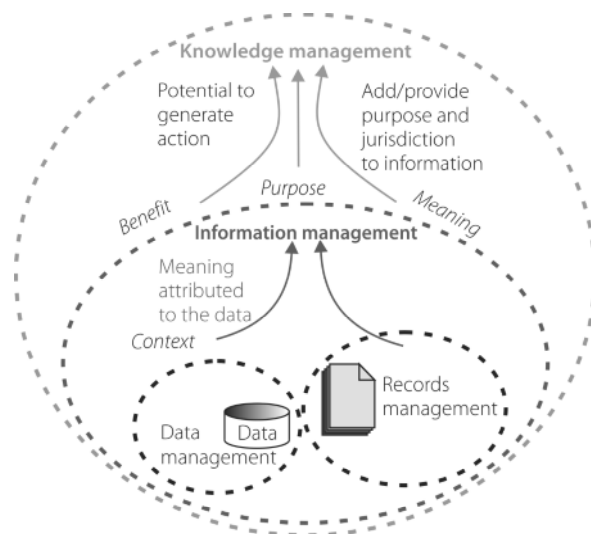 Knowledge management
Potential to
generate
action
Add/provide
purpose and
jurisdiction
to information
Benefit
Purpose
Meaning
Information management
Meaning
attributed
to the data
Context
Records
management
Data
Data
management